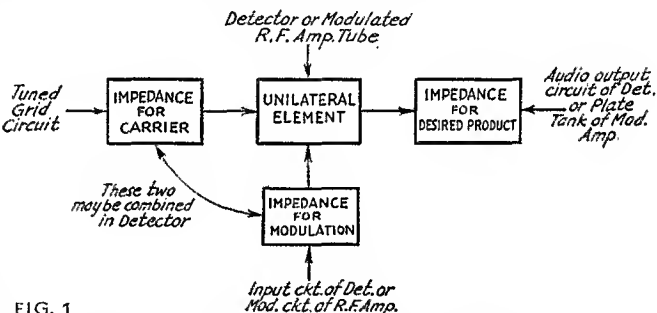 Detector or Modulated
R.F. Amp. Tube
Tuned
Grid
Circuit
IMPEDANCE
FOR
CARRIER
UNILATERAL
ELEMENT
IMPEDANCE
FOR
DESIRED PRODUCT
Audio output
circuit of Det.
or Plate
Tank of Mod.
Amp.
These two
may be combined
in Detector
IMPEDANCE
FOR
MODULATION
Input ckt. of Det. or
Mod. ckt. of R.F. Amp.
FIG. 1